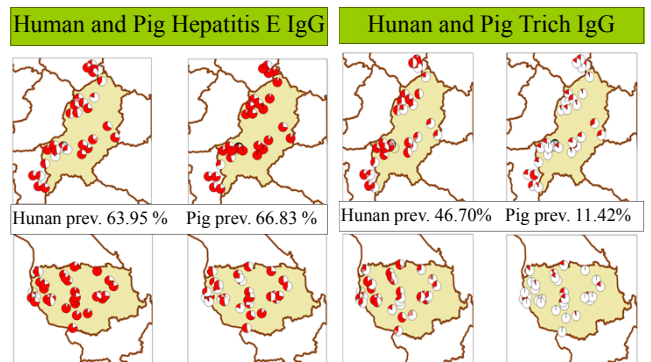 Human and Pig Hepatitis E IgG
Hunan and Pig Trich IgG
Hunan prev. 63.95 %
Pig prev. 66.83 %
Hunan prev. 46.70%
Pig prev. 11.42%